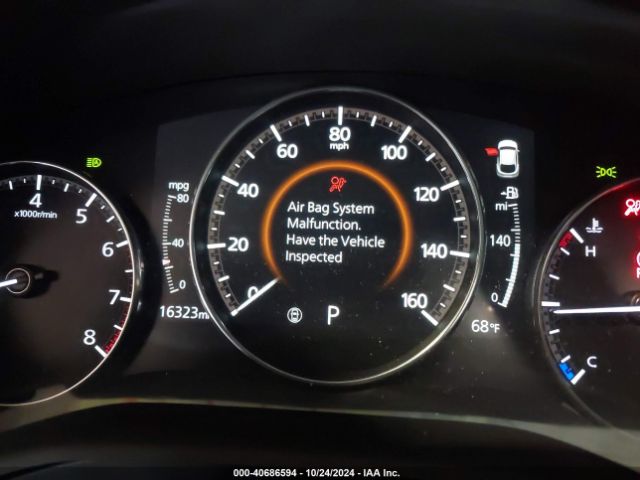 80
mph
60
100
40
120
20
140
0
160
Air Bag System
Malfunction.
Have the Vehicle
Inspected
P
mpg
80
40
0
16323mi
mi
140
0
68°F
4
x1000r/min
5
6
7
8
H
C
000-40686594 • 10/24/2024 • IAA Inc.